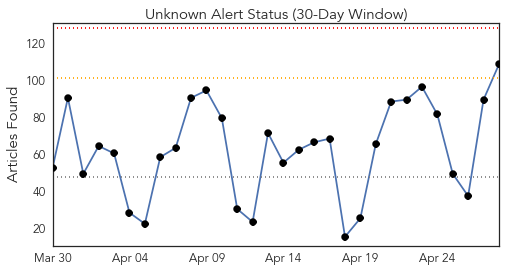 Unknown Alert Status (30-Day Window)
Articles Found
120
100
80
60
40
20
Mar 30
Apr 04
Apr 09
Apr 14
Apr 19
Apr 24